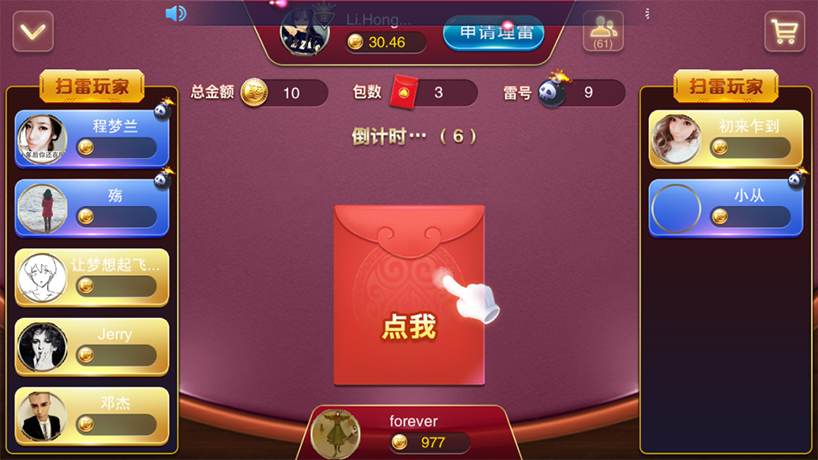 Li.Hong...
30.46
申请埋雷
(61)
总金额 10 包数 3 雷号 9
倒计时··· （6）
扫雷玩家
程梦兰
殇
让梦想起飞...
Jerry
邓杰
扫雷玩家
初来乍到
小从
点我
forever
977